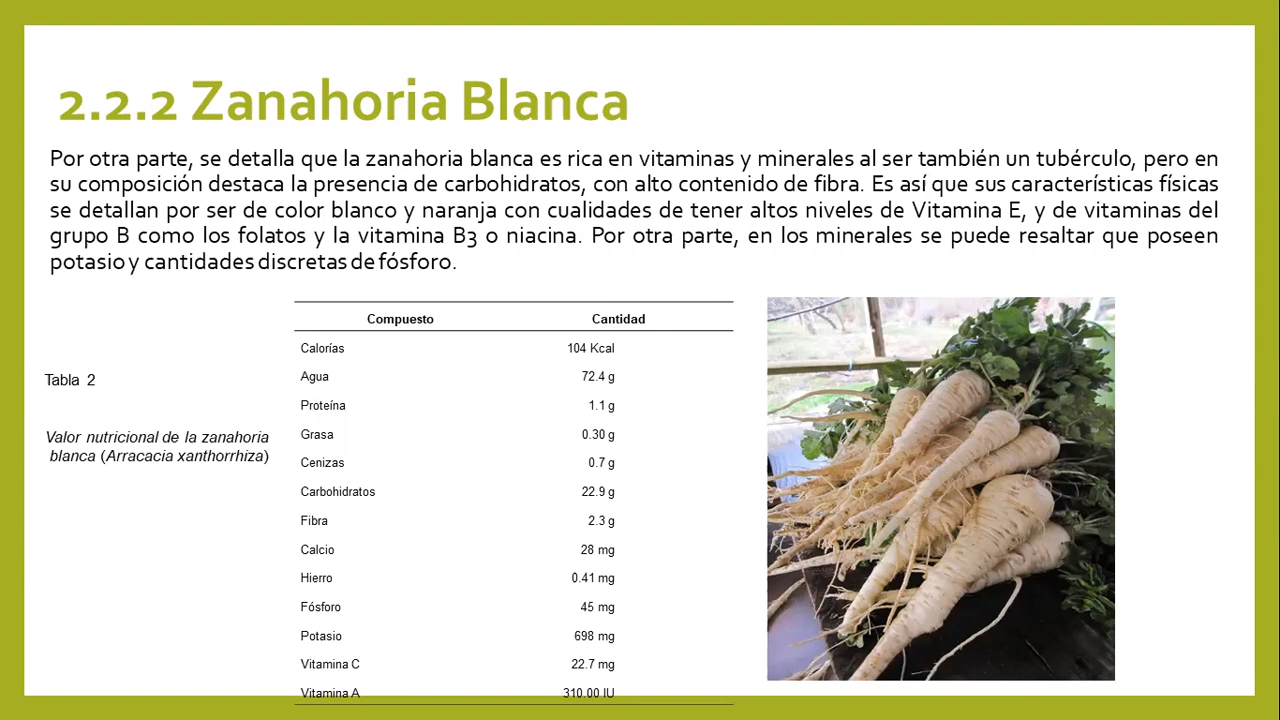 2.2.2 Zanahoria Blanca
Por otra parte, se detalla que la zanahoria blanca es rica en vitaminas y minerales al ser también un tubérculo, pero en
su composición destaca la presencia de carbohidratos, con alto contenido de fibra. Es así que sus características físicas
se detallan por ser de color blanco y naranja con cualidades de tener altos niveles de Vitamina E, y de vitaminas del
grupo B como los folatos y la vitamina B3 o niacina. Por otra parte, en los minerales se puede resaltar que poseen
potasio y cantidades discretas de fósforo.
Tabla 2
Valor nutricional de la zanahoria
blanca (Arracacia xanthorrhiza)
Compuesto Cantidad
Calorías 104 Kcal
Agua 72.4 g
Proteína 1.1 g
Grasa 0.30 g
Cenizas 0.7 g
Carbohidratos 22.9 g
Fibra 2.3 g
Calcio 28 mg
Hierro 0.41 mg
Fósforo 45 mg
Potasio 698 mg
Vitamina C 22.7 mg
Vitamina A 310.00 IU